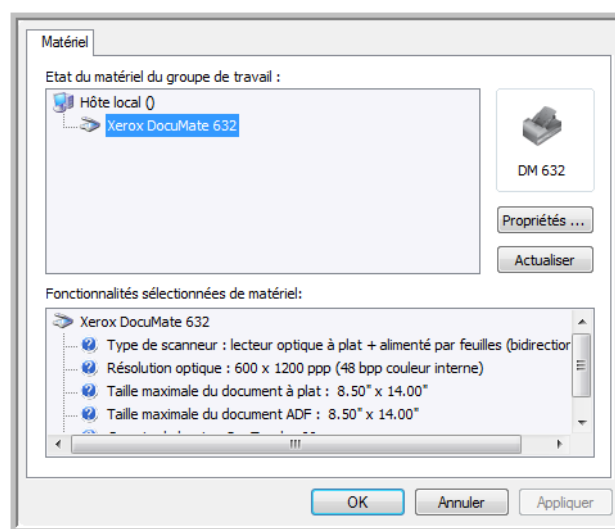 Matériel
Etat du matériel du groupe de travail :
Hôte local ()
Xerox DocuMate 632
DM 632
Propriétés ...
Actualiser
Fonctionnalités sélectionnées de matériel:
Xerox DocuMate 632
Type de scanneur : lecteur optique à plat + alimenté par feuilles (bidirection
Résolution optique : 600 x 1200 ppp (48 bpp couleur interne)
Taille maximale du document à plat : 8.50" x 14.00"
Taille maximale du document ADF : 8.50" x 14.00"
OK
Annuler
Appliquer